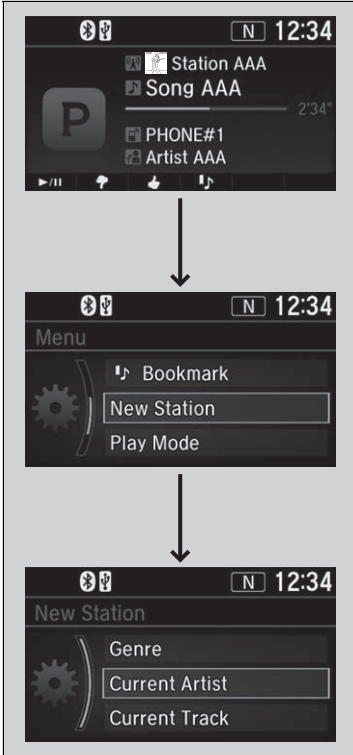 N 12:34
Station AAA
Song AAA
2'34"
P
PHONE#1
Artist AAA
►/II
N 12:34
Menu
Bookmark
New Station
Play Mode
N 12:34
New Station
Genre
Current Artist
Current Track